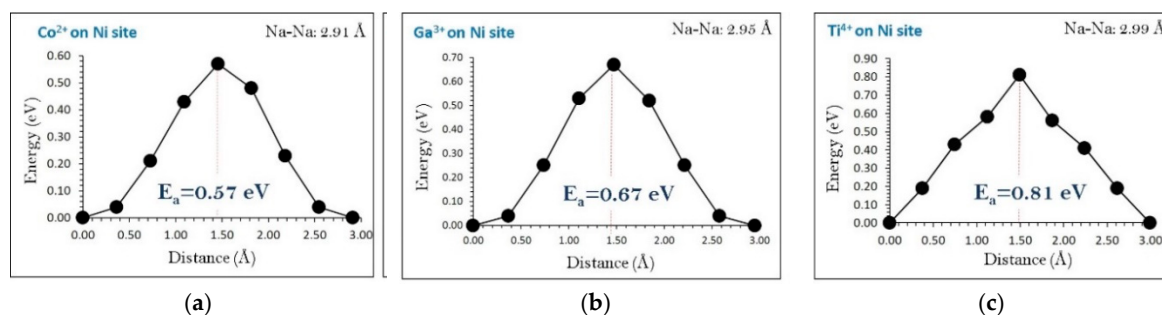 Co²⁺ on Ni site
Na-Na: 2.91 Å
Energy (eV)
0.60
0.50
0.40
0.30
0.20
0.10
0.00
Eₐ=0.57 eV
0.00 0.50 1.00 1.50 2.00 2.50 3.00
Distance (Å)
(a)
Ga³⁺ on Ni site
Na-Na: 2.95 Å
Energy (eV)
0.70
0.60
0.50
0.40
0.30
0.20
0.10
0.00
Eₐ=0.67 eV
0.00 0.50 1.00 1.50 2.00 2.50 3.00
Distance (Å)
(b)
Ti⁴⁺ on Ni site
Na-Na: 2.99 Å
Energy (eV)
0.90
0.80
0.70
0.60
0.50
0.40
0.30
0.20
0.10
0.00
Eₐ=0.81 eV
0.00 0.50 1.00 1.50 2.00 2.50 3.00
Distance (Å)
(c)